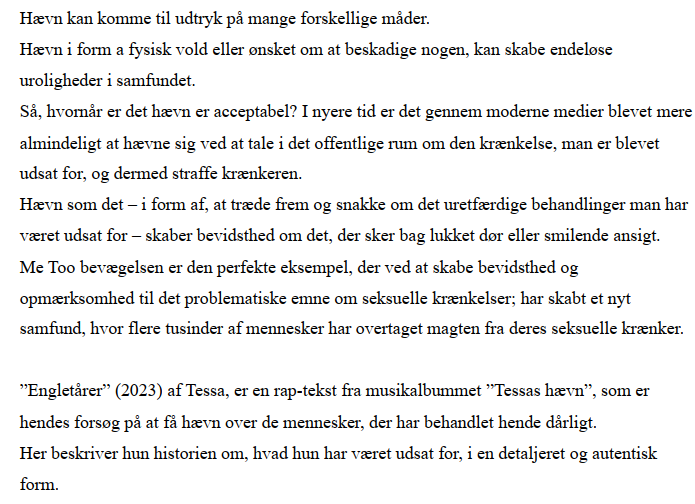 Hævn kan komme til udtryk på mange forskellige måder.
Hævn i form a fysisk vold eller ønsket om at beskadige nogen, kan skabe endeløse
uroligheder i samfundet.
Så, hvornår er det hævn er acceptabel? I nyere tid er det gennem moderne medier blevet mere
almindeligt at hævne sig ved at tale i det offentlige rum om den krænkelse, man er blevet
udsat for, og dermed straffe krænkeren.
Hævn som det – i form af, at træde frem og snakke om det uretfærdige behandlinger man har
været udsat for – skaber bevidsthed om det, der sker bag lukket dør eller smilende ansigt.
Me Too bevægelsen er den perfekte eksempel, der ved at skabe bevidsthed og
opmærksomhed til det problematiske emne om seksuelle krænkelser; har skabt et nyt
samfund, hvor flere tusinder af mennesker har overtaget magten fra deres seksuelle krænker.
”Engletårer” (2023) af Tessa, er en rap-tekst fra musikalbummet ”Tessas hævn”, som er
hendes forsøg på at få hævn over de mennesker, der har behandlet hende dårligt.
Her beskriver hun historien om, hvad hun har været udsat for, i en detaljeret og autentisk
form.